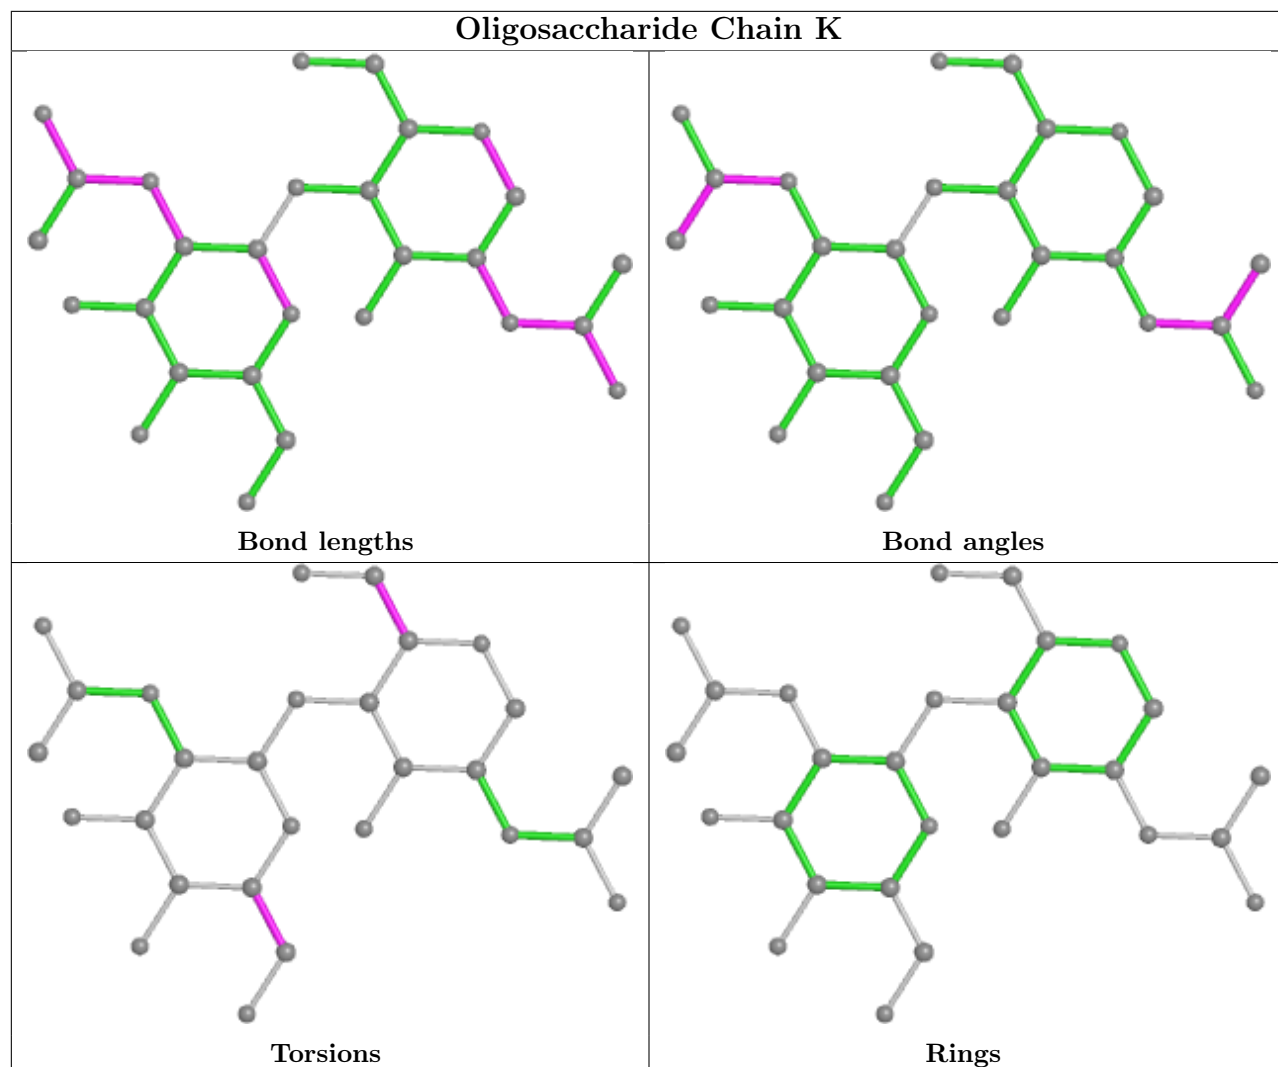 Oligosaccharide Chain K
Bond lengths
Bond angles
Torsions
Rings